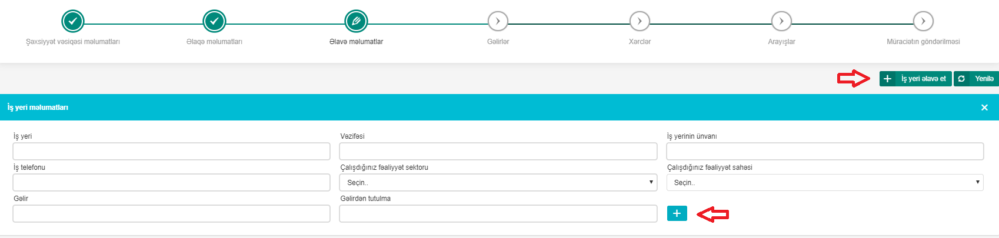 Şəxsiyyət vəsiqəsi məlumatları
Əlaqə məlumatları
Əlavə məlumatlar
Gəlirlər
Xərclər
Arayışlar
Müraciətin göndərilməsi
İş yeri əlavə et
Yenilə
İş yeri məlumatları
İş yeri
Vəzifəsi
İş yerinin ünvanı
İş telefonu
Çalışdığınız fəaliyyət sektoru
Çalışdığınız fəaliyyət sahəsi
Seçin..
Seçin..
Gəlir
Gəlirdən tutulma